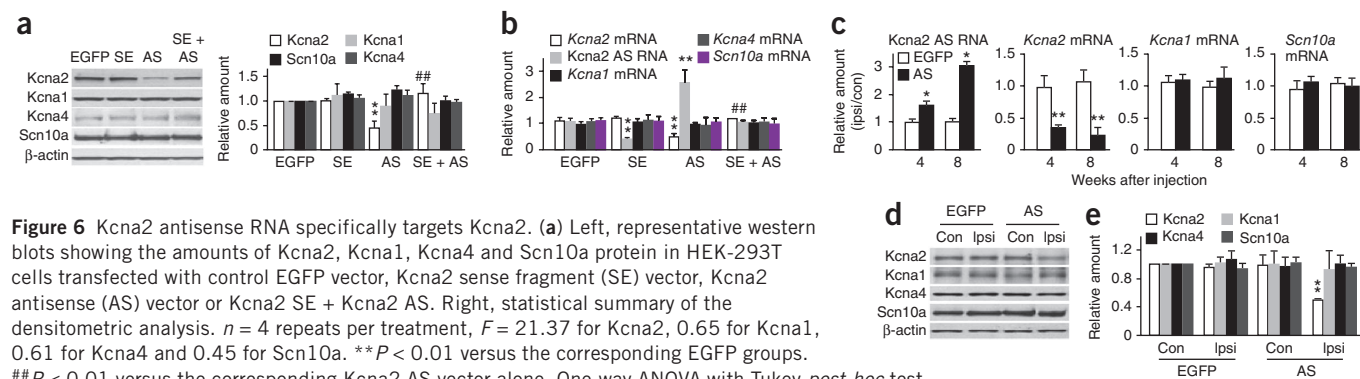 a
EGFP SE AS SE + AS
Kcna2
Kcna1
Kcna4
Scn10a
β-actin
Kcna2 Kcna1
Scn10a Kcna4
Relative amount
1.5
1.0
0.5
0
** ##
EGFP SE AS SE + AS
b
Kcna2 mRNA Kcna4 mRNA
Kcna2 AS RNA Scn10a mRNA
Kcna1 mRNA
Relative amount
4
3
2
1
0
** ** ** ##
EGFP SE AS SE + AS
c
Kcna2 AS RNA
EGFP
AS
Relative amount
(ipsi/con)
3
2
1
0
* *
4 8
Kcna2 mRNA
1.5
1.0
0.5
0
** **
4 8
Kcna1 mRNA
1.5
1.0
0.5
0
4 8
Scn10a
mRNA
1.5
1.0
0.5
0
4 8
Weeks after injection
d
EGFP AS
Con Ipsi Con Ipsi
Kcna2
Kcna1
Kcna4
Scn10a
β-actin
e
Kcna2 Kcna1
Kcna4 Scn10a
Relative amount
1.2
0.8
0.4
0
**
Con Ipsi Con Ipsi
EGFP AS
Figure 6 Kcna2 antisense RNA specifically targets Kcna2. (a) Left, representative western
blots showing the amounts of Kcna2, Kcna1, Kcna4 and Scn10a protein in HEK-293T
cells transfected with control EGFP vector, Kcna2 sense fragment (SE) vector, Kcna2
antisense (AS) vector or Kcna2 SE + Kcna2 AS. Right, statistical summary of the
densitometric analysis. n = 4 repeats per treatment, F = 21.37 for Kcna2, 0.65 for Kcna1,
0.61 for Kcna4 and 0.45 for Scn10a. **P < 0.01 versus the corresponding EGFP groups.
##P < 0.01 versus the corresponding Kcna2 AS vector alone. One-way ANOVA with Tukey post hoc test.